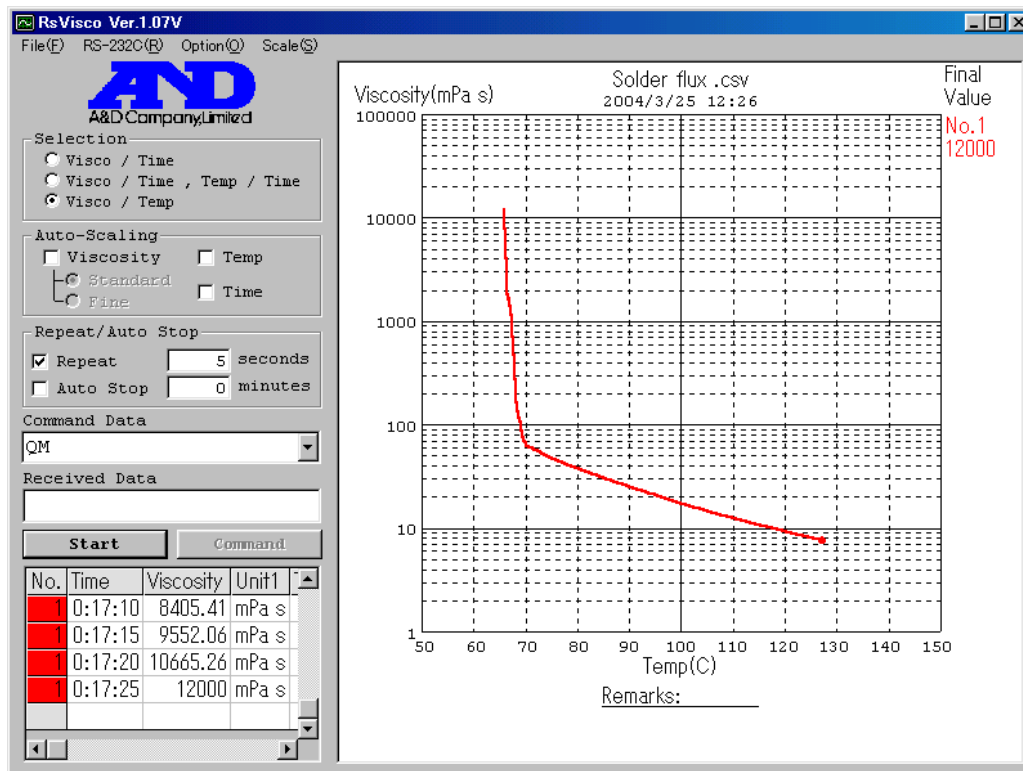 RsVisco Ver.1.07V
File(F) RS-232C(R) Option(O) Scale(S)
AND
A&D Company,Limited
Selection
Visco / Time
Visco / Time , Temp / Time
Visco / Temp
Auto-Scaling
Viscosity
Temp
Standard
Fine
Time
Repeat/Auto Stop
Repeat 5 seconds
Auto Stop 0 minutes
Command Data
QM
Received Data
Start Command
No. Time Viscosity Unit1
1 0:17:10 8405.41 mPa s
1 0:17:15 9552.06 mPa s
1 0:17:20 10665.26 mPa s
1 0:17:25 12000 mPa s
Solder flux .csv
2004/3/25 12:26
Viscosity(mPa s)
Final
Value
No.1
12000
100000
10000
1000
100
10
1
50 60 70 80 90 100 110 120 130 140 150
Temp(C)
Remarks: